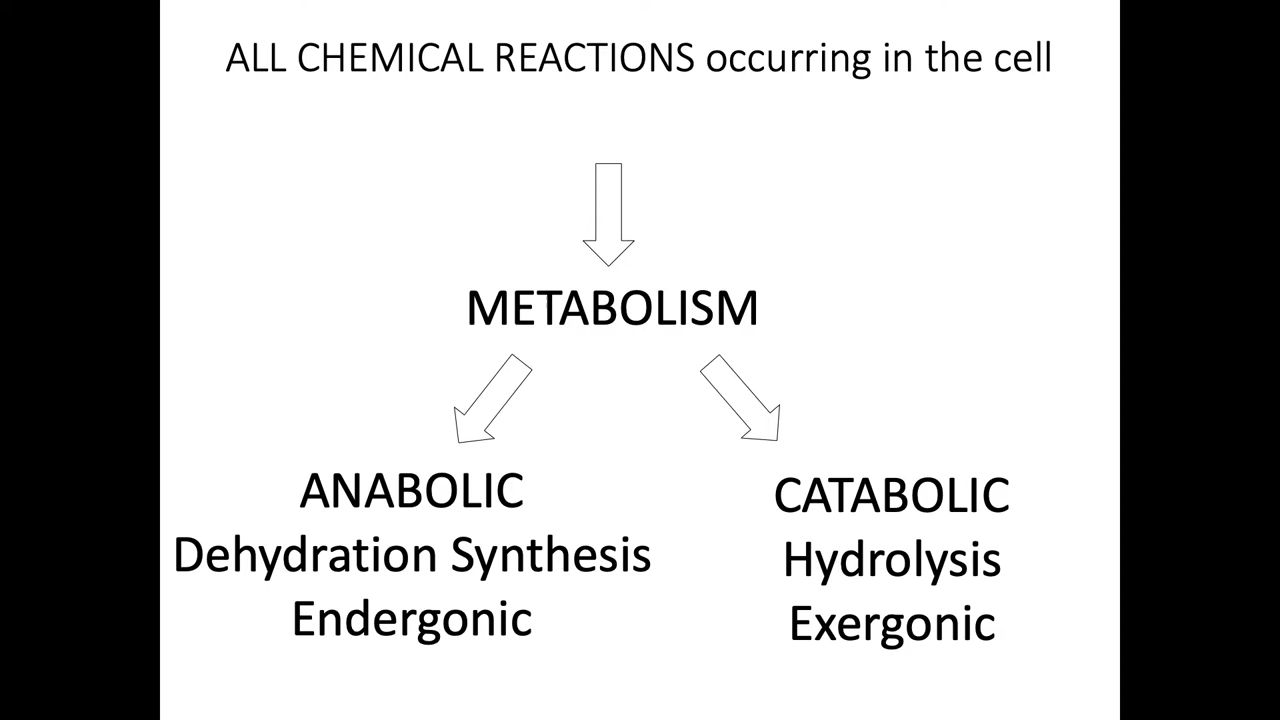 ALL CHEMICAL REACTIONS occurring in the cell
METABOLISM
ANABOLIC
Dehydration Synthesis
Endergonic
CATABOLIC
Hydrolysis
Exergonic